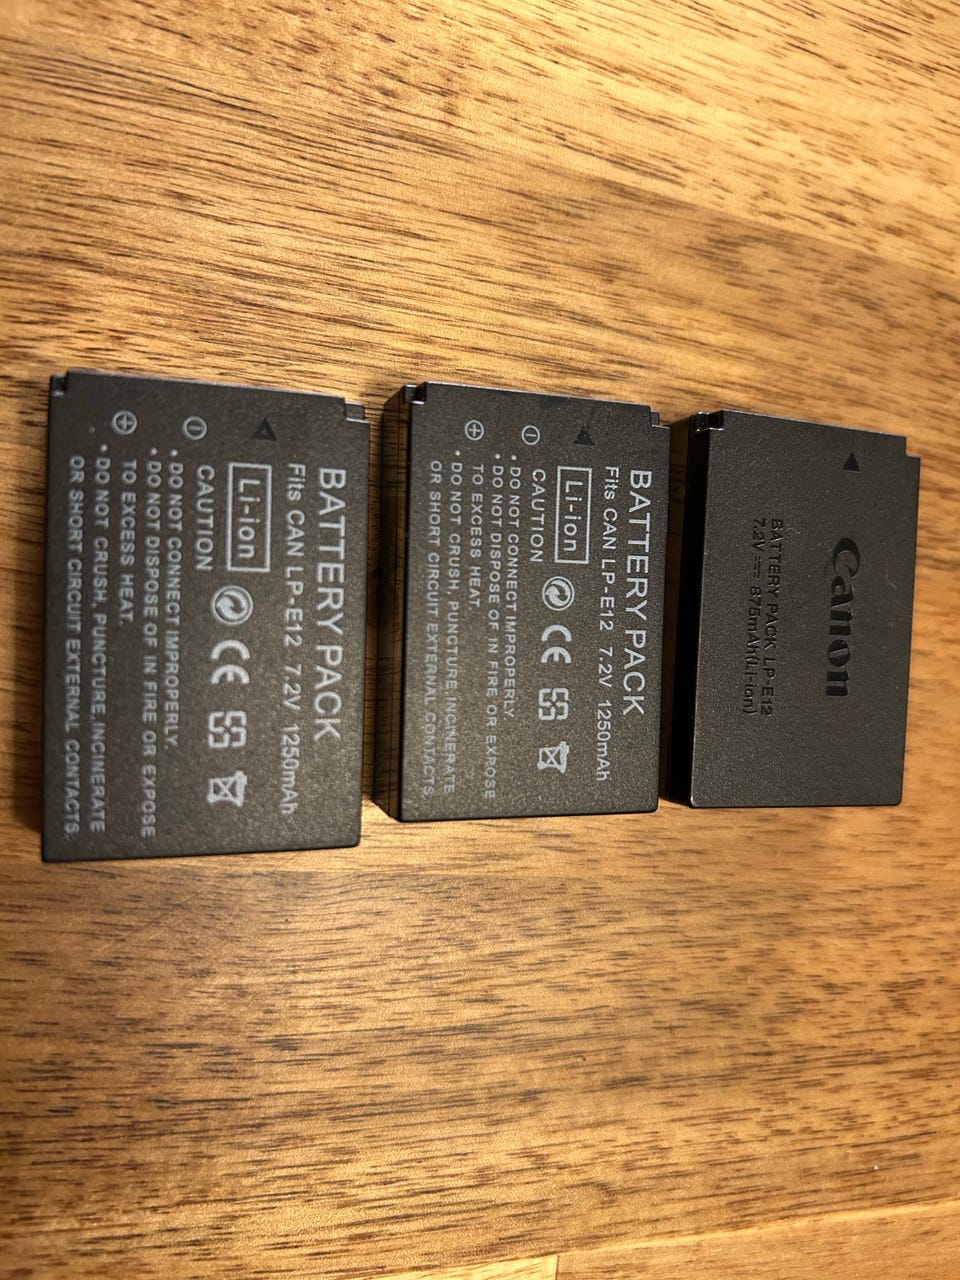 Canon
BATTERY PACK LP-E12
7.2V 875mAh(Li-ion)
BATTERY PACK
Fits CAN LP-E12 7.2V 1250mAh
Li-ion CE
CAUTION
• DO NOT CONNECT IMPROPERLY.
• DO NOT DISPOSE OF IN FIRE OR EXPOSE
TO EXCESS HEAT.
• DO NOT CRUSH, PUNCTURE,INCINERATE
OR SHORT CIRCUIT EXTERNAL CONTACTS.
BATTERY PACK
Fits CAN LP-E12 7.2V 1250mAh
Li-ion CE
CAUTION
• DO NOT CONNECT IMPROPERLY.
• DO NOT DISPOSE OF IN FIRE OR EXPOSE
TO EXCESS HEAT.
• DO NOT CRUSH, PUNCTURE,INCINERATE
OR SHORT CIRCUIT EXTERNAL CONTACTS.